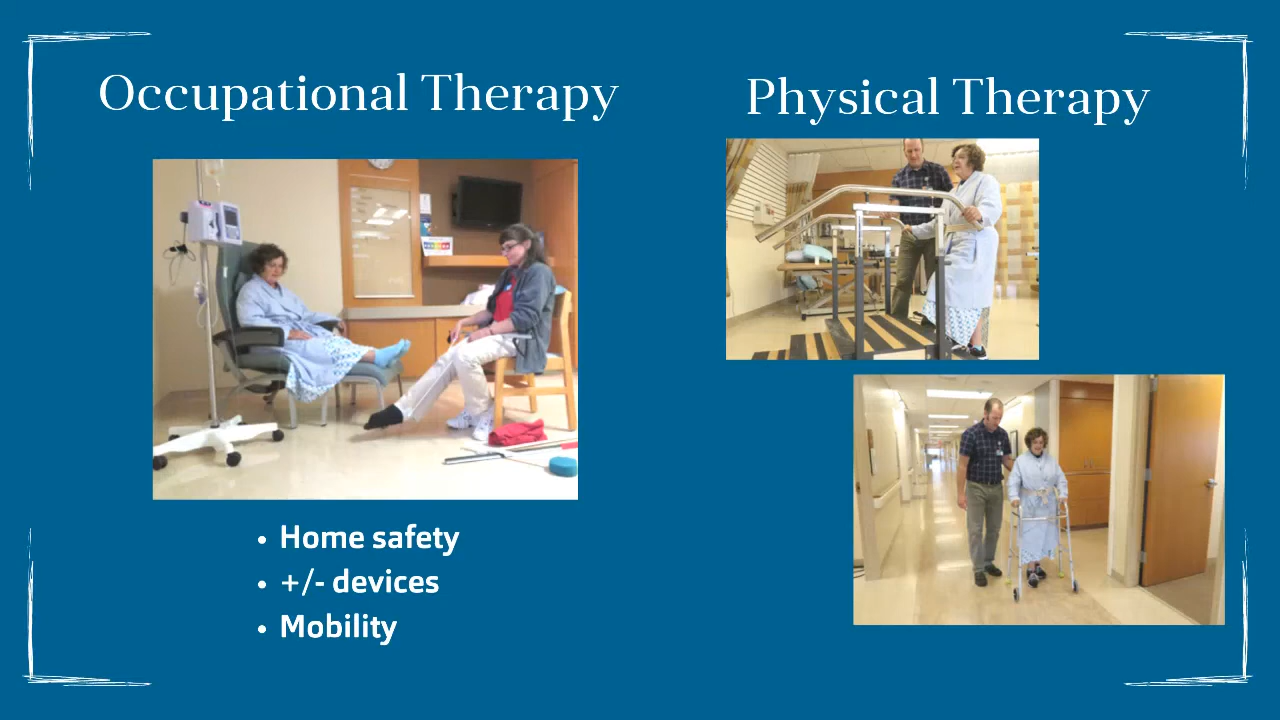 Occupational Therapy
Physical Therapy
• Home safety
• +/- devices
• Mobility